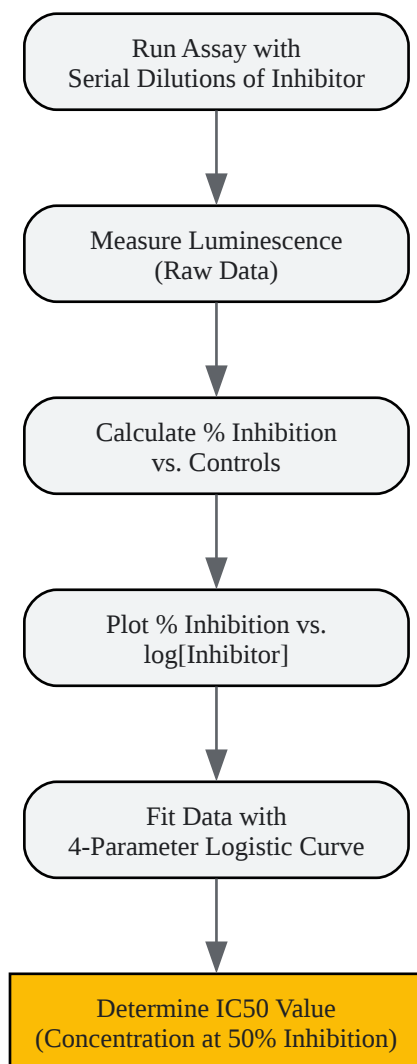 Run Assay with
Serial Dilutions of Inhibitor
Measure Luminescence
(Raw Data)
Calculate % Inhibition
vs. Controls
Plot % Inhibition vs.
log[Inhibitor]
Fit Data with
4-Parameter Logistic Curve
Determine IC50 Value
(Concentration at 50% Inhibition)